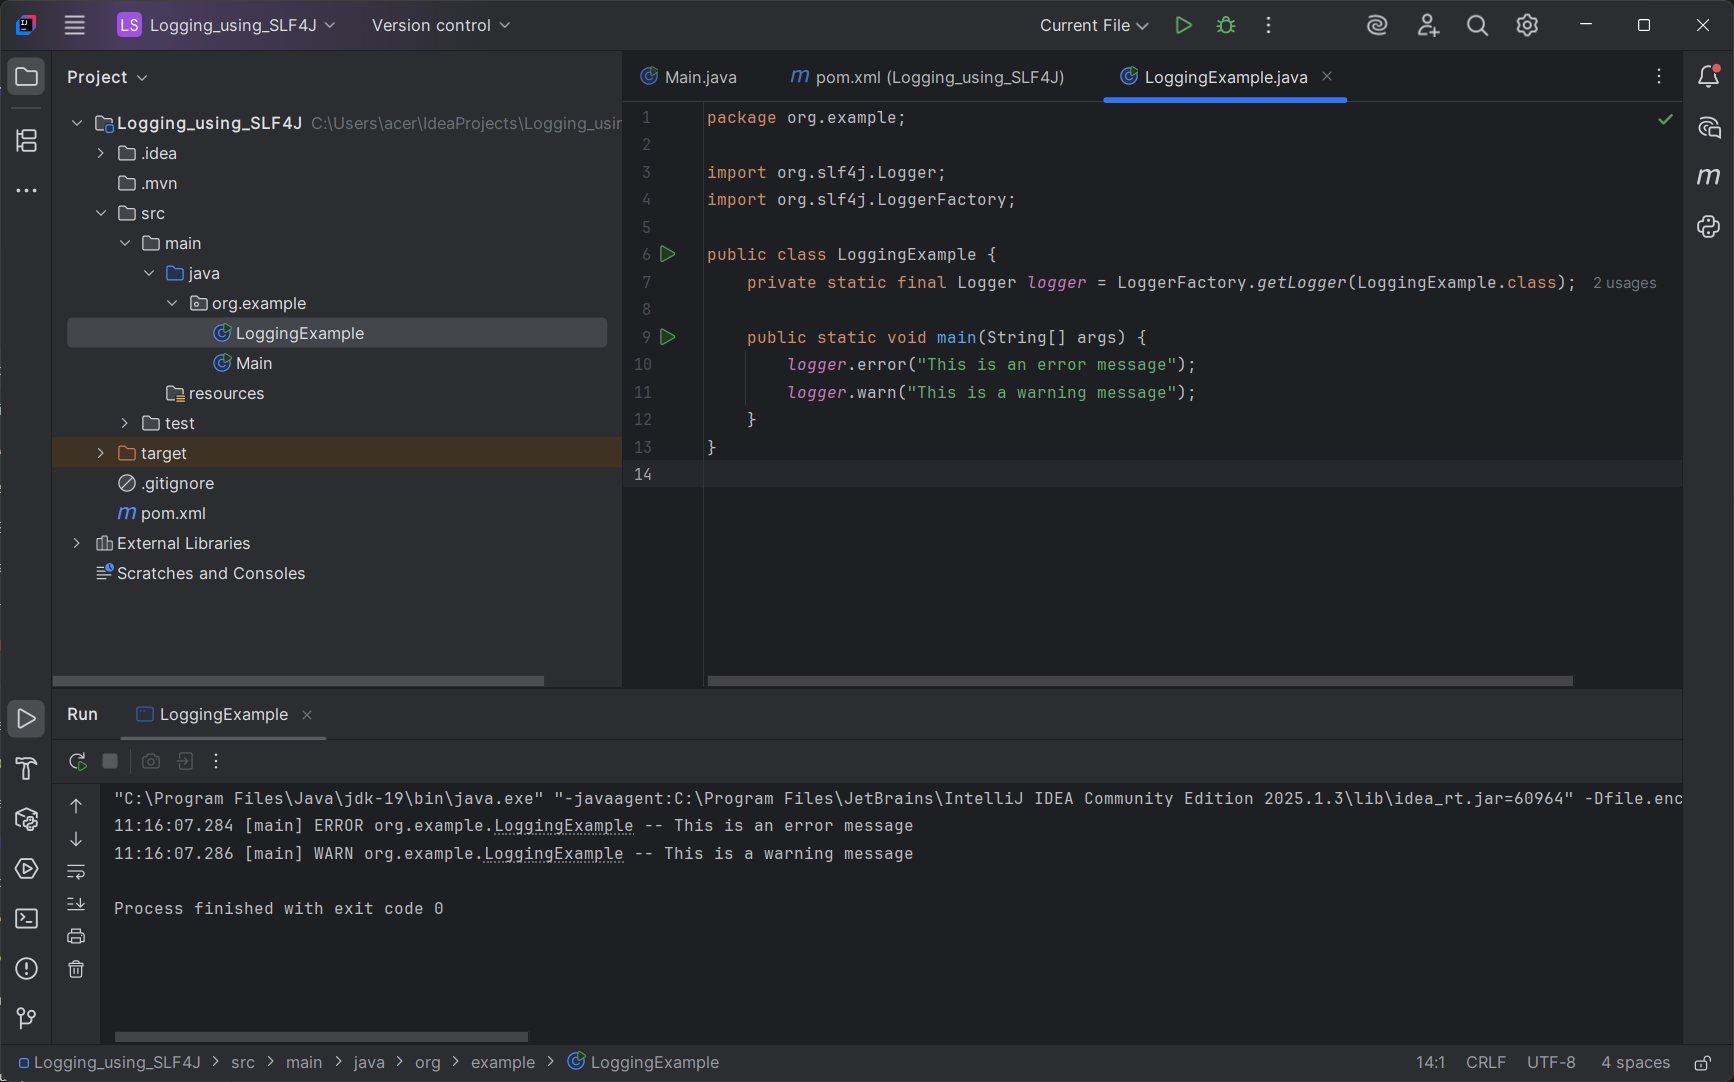 LS Logging_using_SLF4J Version control Current File
Project
Logging_using_SLF4J C:\Users\acer\IdeaProjects\Logging_usin
.idea
.mvn
src
main
java
org.example
LoggingExample
Main
resources
test
target
.gitignore
m pom.xml
External Libraries
Scratches and Consoles
Main.java m pom.xml (Logging_using_SLF4J) LoggingExample.java
1 package org.example;
2
3 import org.slf4j.Logger;
4 import org.slf4j.LoggerFactory;
5
6 public class LoggingExample {
7 private static final Logger logger = LoggerFactory.getLogger(LoggingExample.class); 2 usages
8
9 public static void main(String[] args) {
10 logger.error("This is an error message");
11 logger.warn("This is a warning message");
12 }
13 }
14
m
Run LoggingExample
"C:\Program Files\Java\jdk-19\bin\java.exe" "-javaagent:C:\Program Files\JetBrains\IntelliJ IDEA Community Edition 2025.1.3\lib\idea_rt.jar=60964" -Dfile.enc
11:16:07.284 [main] ERROR org.example.LoggingExample -- This is an error message
11:16:07.286 [main] WARN org.example.LoggingExample -- This is a warning message
Process finished with exit code 0
Logging_using_SLF4J > src > main > java > org > example > LoggingExample 14:1 CRLF UTF-8 4 spaces